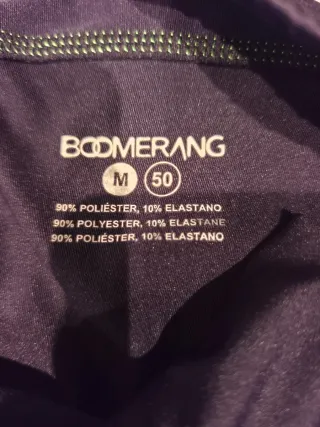 BOOMERANG
M 50
90% POLIÉSTER, 10% ELASTANO
90% POLYESTER, 10% ELASTANE
90% POLIÉSTER, 10% ELASTANO